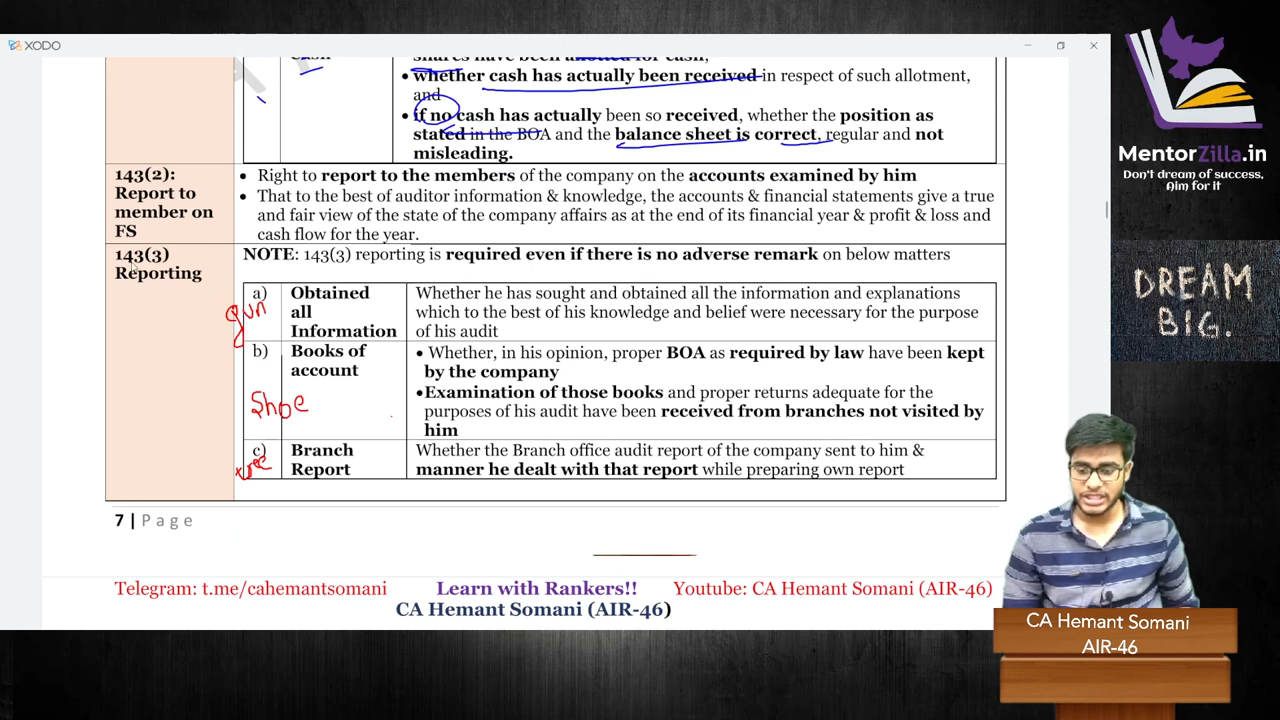 XODO
Cash
shares have been allotted for cash,
• whether cash has actually been received in respect of such allotment,
and
• if no cash has actually been so received, whether the position as
stated in the BOA and the balance sheet is correct, regular and not
misleading.
143(2):
Report to
member on
FS
• Right to report to the members of the company on the accounts examined by him
• That to the best of auditor information & knowledge, the accounts & financial statements give a true
and fair view of the state of the company affairs as at the end of its financial year & profit & loss and
cash flow for the year.
143(3)
Reporting
NOTE: 143(3) reporting is required even if there is no adverse remark on below matters
a)
gun
Obtained
all
Information
Whether he has sought and obtained all the information and explanations
which to the best of his knowledge and belief were necessary for the purpose
of his audit
b)
Shoe
Books of
account
• Whether, in his opinion, proper BOA as required by law have been kept
by the company
•Examination of those books and proper returns adequate for the
purposes of his audit have been received from branches not visited by
him
c)
tree
Branch
Report
Whether the Branch office audit report of the company sent to him &
manner he dealt with that report while preparing own report
7 | Page
Telegram: t.me/cahemantsomani Learn with Rankers!! Youtube: CA Hemant Somani (AIR-46)
CA Hemant Somani (AIR-46)
MentorZilla.in
Don't dream of success,
Aim for it
DREAM
BIG.
CA Hemant Somani
AIR-46